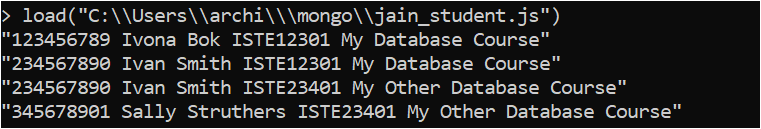 > load("C:\\Users\\archi\\\mongo\\jain_student.js")
"123456789 Ivona Bok ISTE12301 My Database Course"
"234567890 Ivan Smith ISTE12301 My Database Course"
"234567890 Ivan Smith ISTE23401 My Other Database Course"
"345678901 Sally Struthers ISTE23401 My Other Database Course"